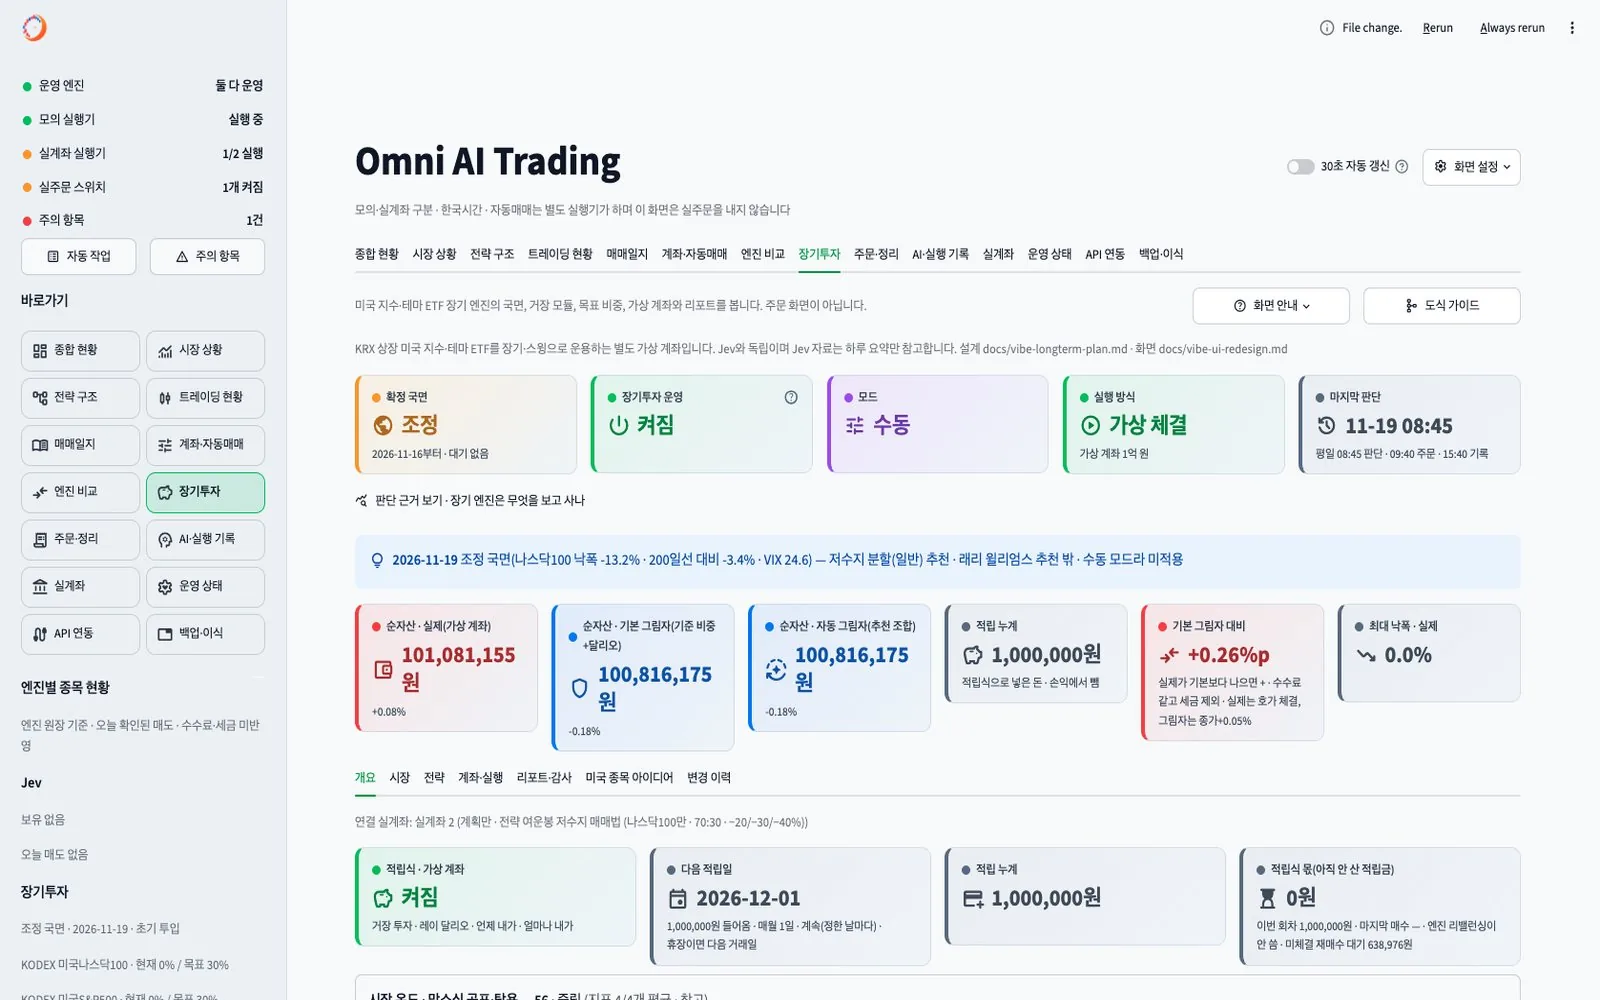 File change.
Rerun
Always rerun
운영 엔진
둘 다 운영
모의 실행기
실행 중
실계좌 실행기
1/2 실행
실주문 스위치
1개 켜짐
주의 항목
1건
자동 작업
주의 항목
바로가기
종합 현황
시장 상황
전략 구조
트레이딩 현황
매매일지
계좌·자동매매
엔진 비교
장기투자
주문·정리
AI·실행 기록
실계좌
운영 상태
API 연동
백업·이식
엔진별 종목 현황
엔진 원장 기준 · 오늘 확인된 매도 · 수수료·세금 미반
영
Jev
보유 없음
오늘 매도 없음
장기투자
조정 국면 · 2026-11-19 · 초기 투입
KODEX 미국나스닥100 · 현재 0% / 목표 30%
KODEX 미국S&P500 · 현재 0% / 목표 30%
Omni AI Trading
30초 자동 갱신
화면 설정
모의·실계좌 구분 · 한국시간 · 자동매매는 별도 실행기가 하며 이 화면은 실주문을 내지 않습니다
종합 현황 시장 상황 전략 구조 트레이딩 현황 매매일지 계좌·자동매매 엔진 비교 장기투자 주문·정리 AI·실행 기록 실계좌 운영 상태 API 연동 백업·이식
미국 지수·테마 ETF 장기 엔진의 국면, 거장 모듈, 목표 비중, 가상 계좌와 리포트를 봅니다. 주문 화면이 아닙니다.
화면 안내
도식 가이드
KRX 상장 미국 지수·테마 ETF를 장기·스윙으로 운용하는 별도 가상 계좌입니다. Jev와 독립이며 Jev 자료는 하루 요약만 참고합니다. 설계 docs/vibe-longterm-plan.md · 화면 docs/vibe-ui-redesign.md
확정 국면
조정
2026-11-16부터 · 대기 없음
장기투자 운영
켜짐
모드
수동
실행 방식
가상 체결
가상 계좌 1억 원
마지막 판단
11-19 08:45
평일 08:45 판단 · 09:40 주문 · 15:40 기록
판단 근거 보기 · 장기 엔진은 무엇을 보고 사나
2026-11-19 조정 국면(나스닥100 낙폭 -13.2% · 200일선 대비 -3.4% · VIX 24.6) — 저수지 분할(일반) 추천 · 래리 윌리엄스 추천 밖 · 수동 모드라 미적용
순자산 · 실제(가상 계좌)
101,081,155
원
+0.08%
순자산 · 기본 그림자(기준 비중
+달리오)
100,816,175
원
-0.18%
순자산 · 자동 그림자(추천 조합)
100,816,175
원
-0.18%
적립 누계
1,000,000원
적립식으로 넣은 돈 · 손익에서 뺌
기본 그림자 대비
+0.26%p
실제가 기본보다 나으면 + · 수수료
같고 세금 제외 · 실제는 호가 체결,
그림자는 종가+0.05%
최대 낙폭 · 실제
0.0%
개요 시장 전략 계좌·실행 리포트·감사 미국 종목 아이디어 변경 이력
연결 실계좌: 실계좌 2 (계획만 · 전략 여운봉 저수지 매매법 (나스닥100만 · 70:30 · −20/−30/−40%))
적립식 · 가상 계좌
켜짐
거장 투자 · 레이 달리오 · 언제 내가 · 얼마나 내가
다음 적립일
2026-12-01
1,000,000원 들어옴 · 매월 1일 · 계속(정한 날마다) ·
휴장이면 다음 거래일
적립 누계
1,000,000원
적립식 몫(아직 안 산 적립금)
0원
이번 회차 1,000,000원 · 마지막 매수 — · 엔진 리밸런싱이
안 씀 · 미체결 재매수 대기 638,976원